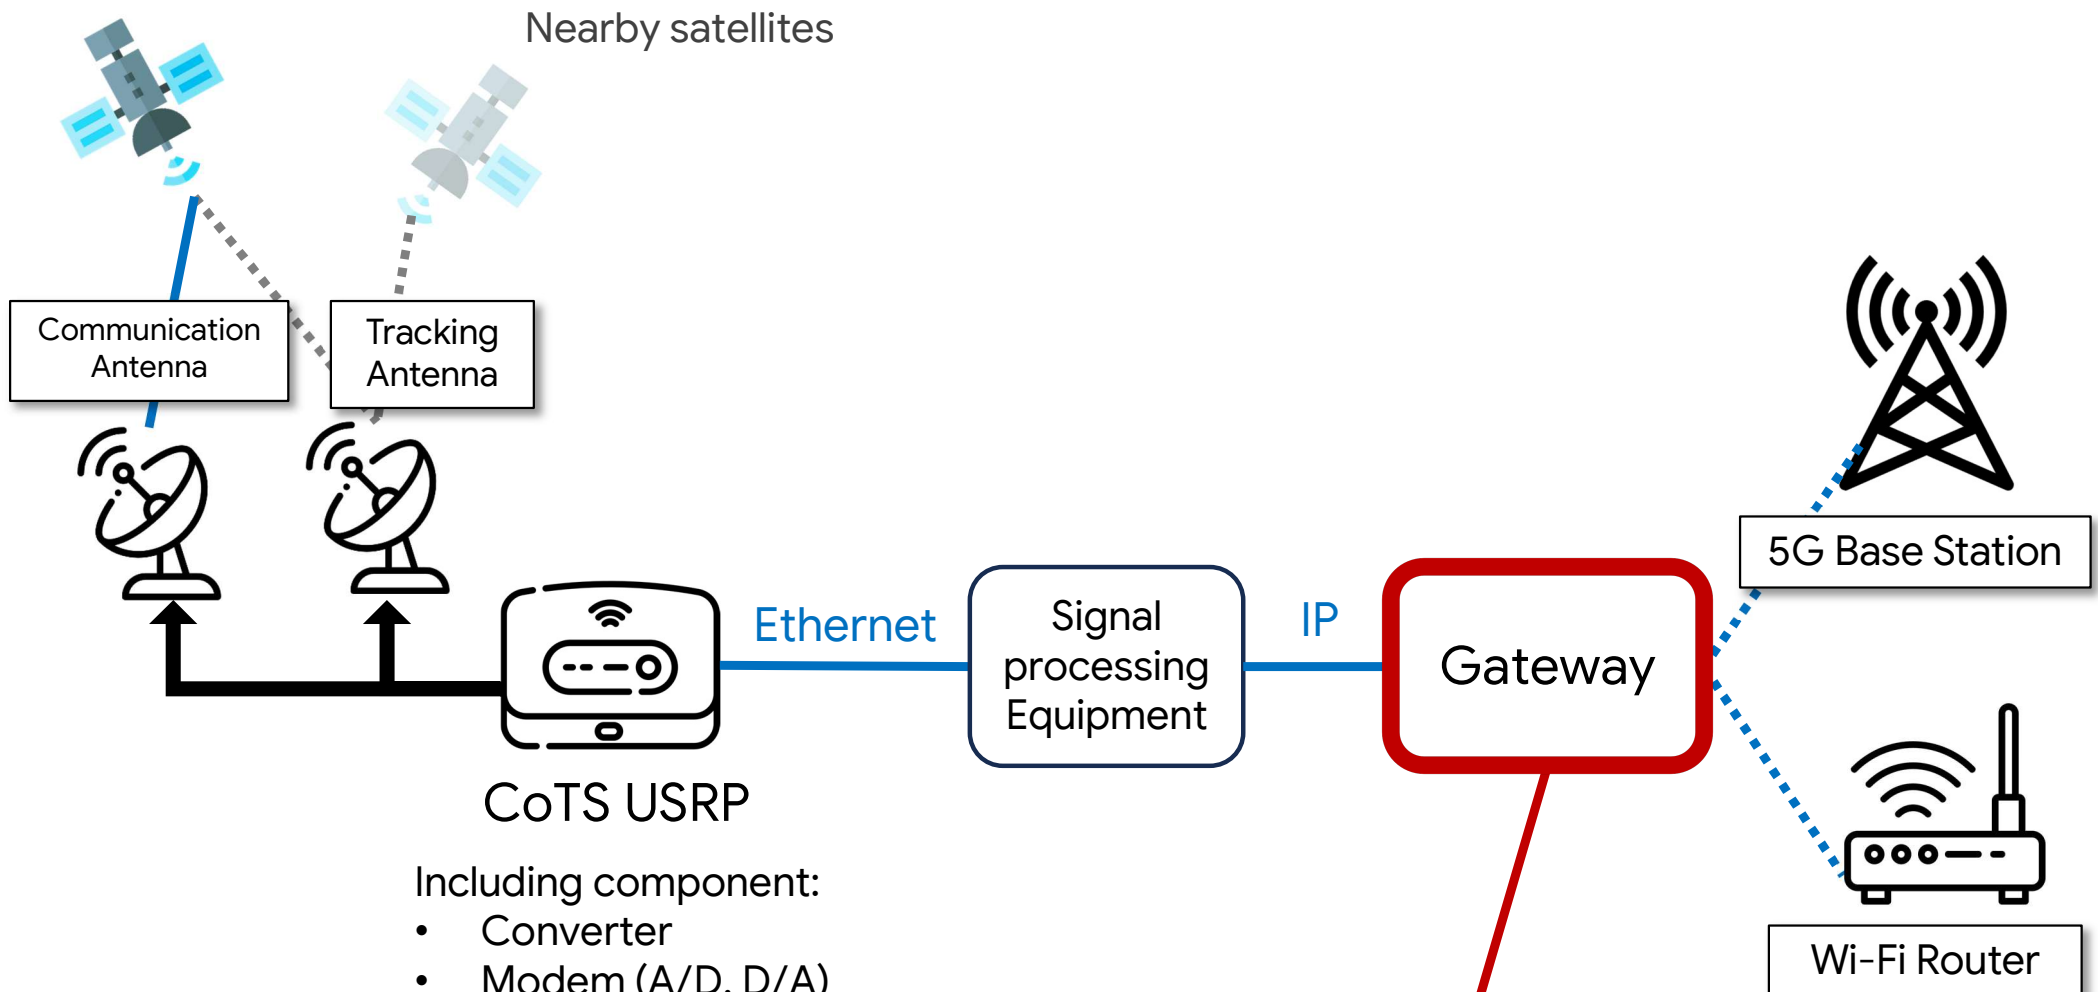 Nearby satellites
Communication
Antenna
Tracking
Antenna
5G Base Station
Ethernet
Signal
processing
Equipment
IP
Gateway
CoTS USRP
Including component:
• Converter
• Modem (A/D, D/A)
Wi-Fi Router